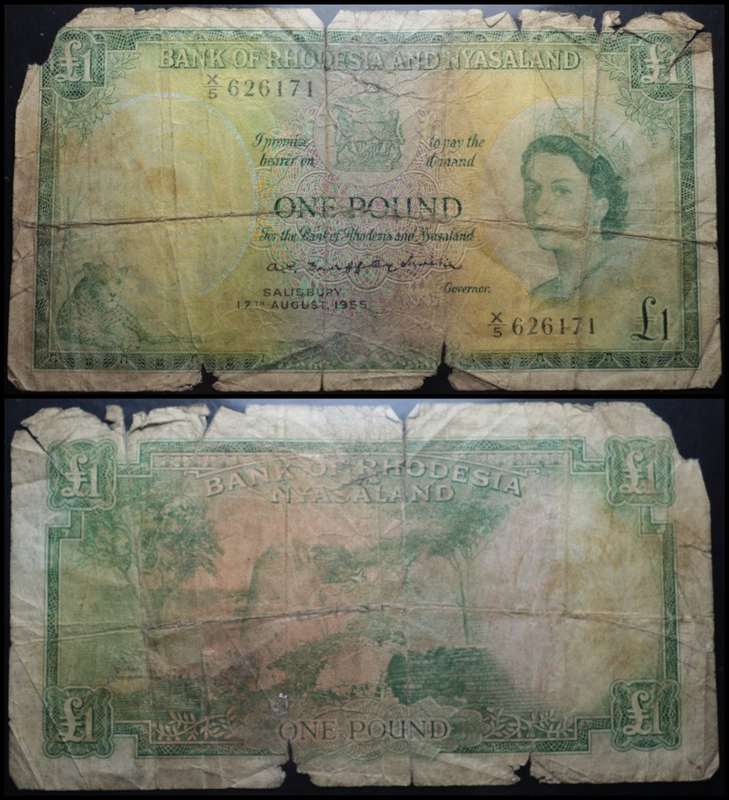 £1 £1
BANK OF RHODESIA AND NYASALAND
X/5 626171
I promise to pay the
bearer on demand
ONE POUND
For the Bank of Rhodesia and Nyasaland
SALISBURY,
17TH AUGUST, 1955
Governor.
X/5 626171
£1
£1 £1
BANK OF RHODESIA
AND
NYASALAND
£1 £1
ONE POUND